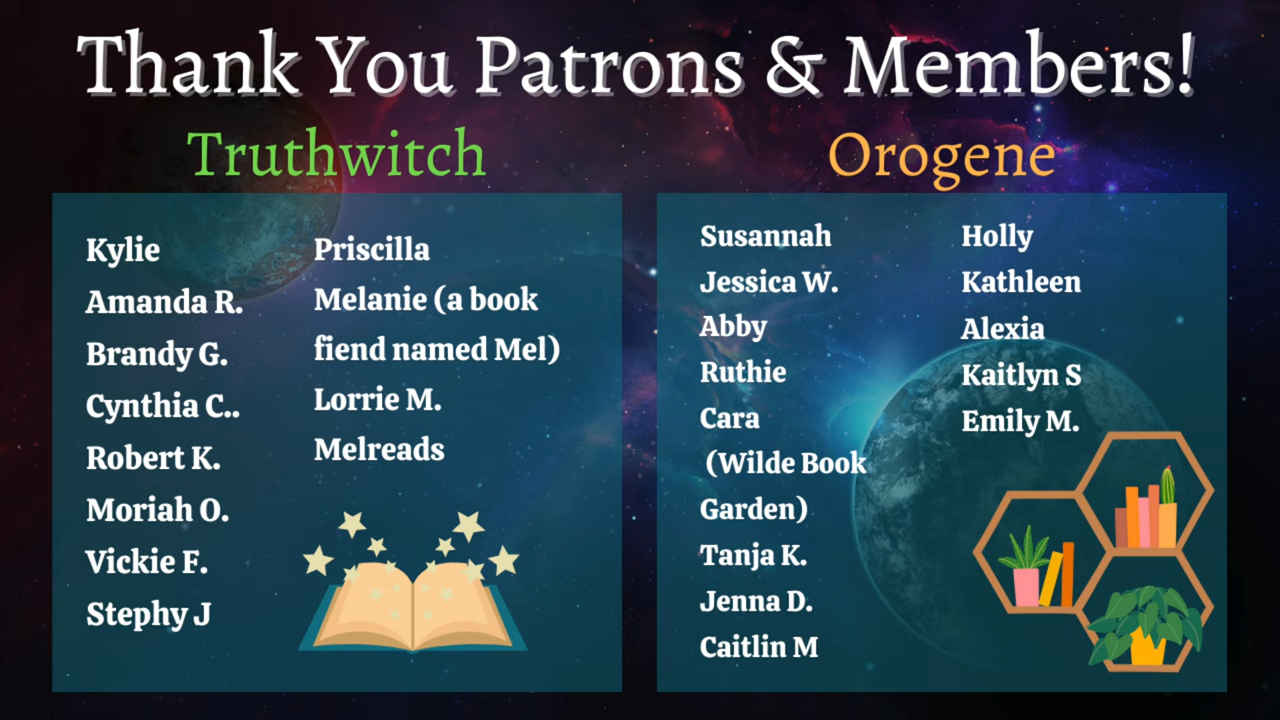 Thank You Patrons & Members!
Truthwitch
Kylie
Amanda R.
Brandy G.
Cynthia C..
Robert K.
Moriah O.
Vickie F.
Stephy J
Priscilla
Melanie (a book
fiend named Mel)
Lorrie M.
Melreads
Orogene
Susannah
Jessica W.
Abby
Ruthie
Cara
(Wilde Book
Garden)
Tanja K.
Jenna D.
Caitlin M
Holly
Kathleen
Alexia
Kaitlyn S
Emily M.